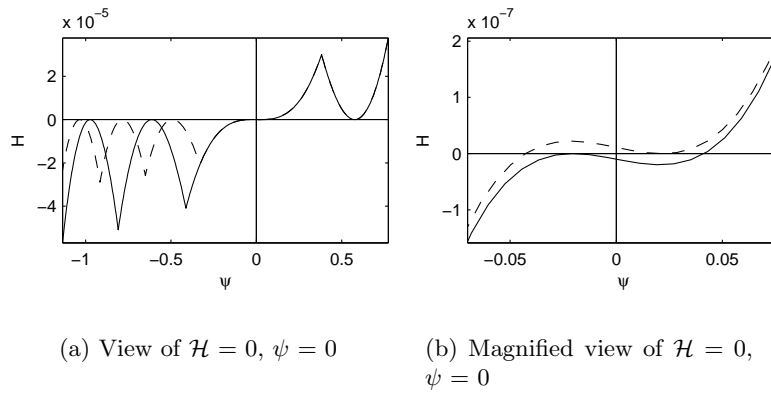 x 10⁻⁵
2
0
−2
−4
H
−1
−0.5
0
0.5
ψ
x 10⁻⁷
2
1
0
−1
H
−0.05
0
0.05
ψ
(a) View of ℋ = 0, ψ = 0
(b) Magnified view of ℋ = 0,
ψ = 0